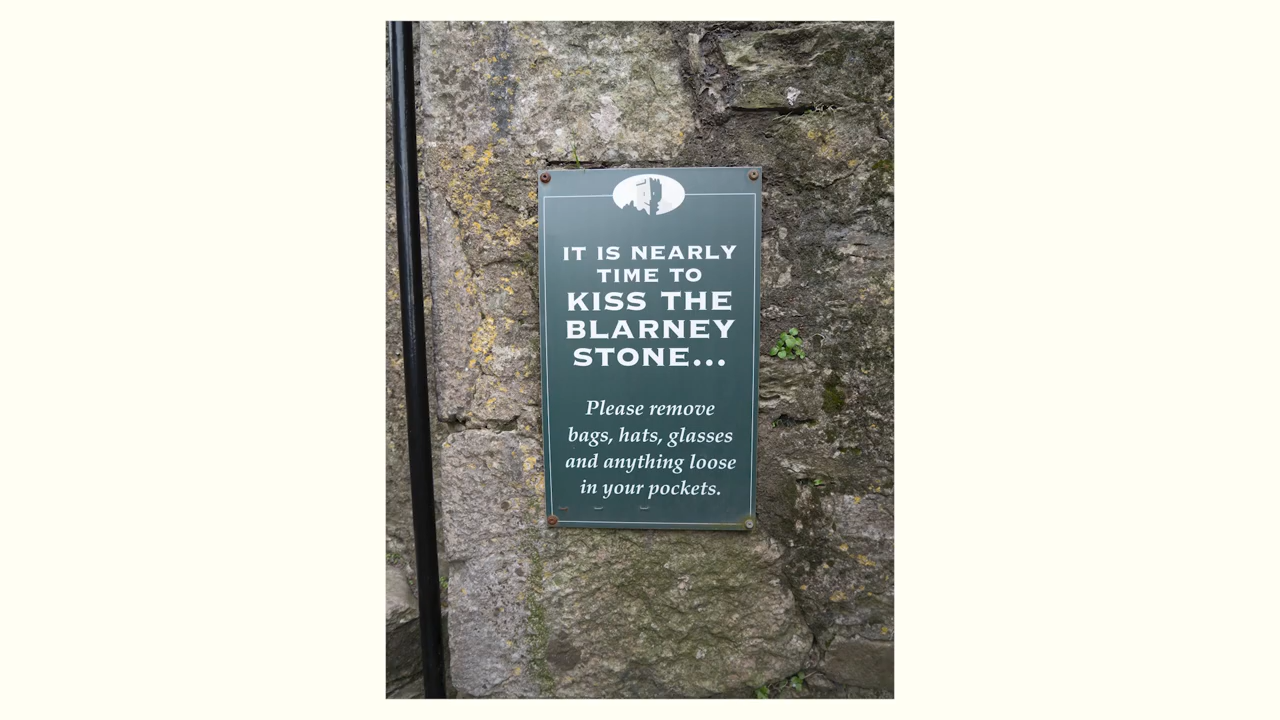 IT IS NEARLY
TIME TO
KISS THE
BLARNEY
STONE...
Please remove
bags, hats, glasses
and anything loose
in your pockets.